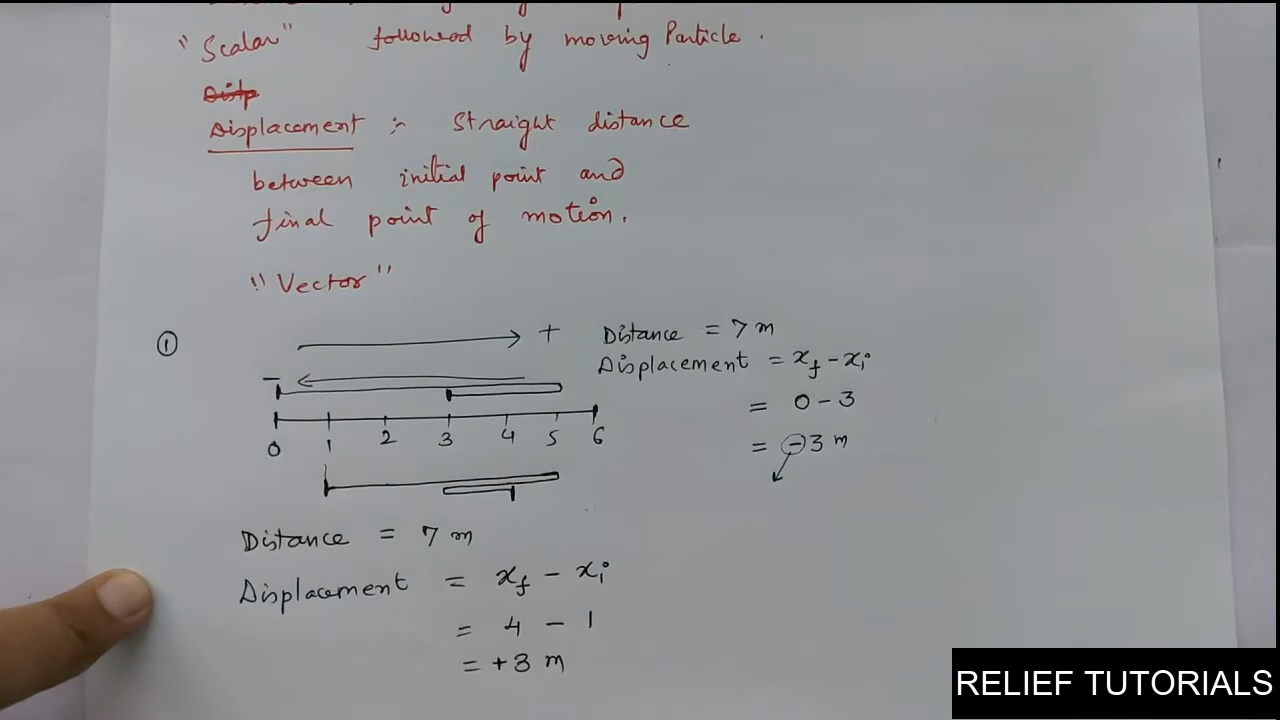 "Scalar" followed by moving Particle.
Disp
Displacement :- Straight distance
between initial point and
final point of motion.
"Vector"
①
+
Distance = 7 m
Displacement = xf - xi
-
= 0 - 3
0 1 2 3 4 5 6
= -3 m
Distance = 7 m
Displacement = xf - xi
= 4 - 1
= +3 m
RELIEF TUTORIALS